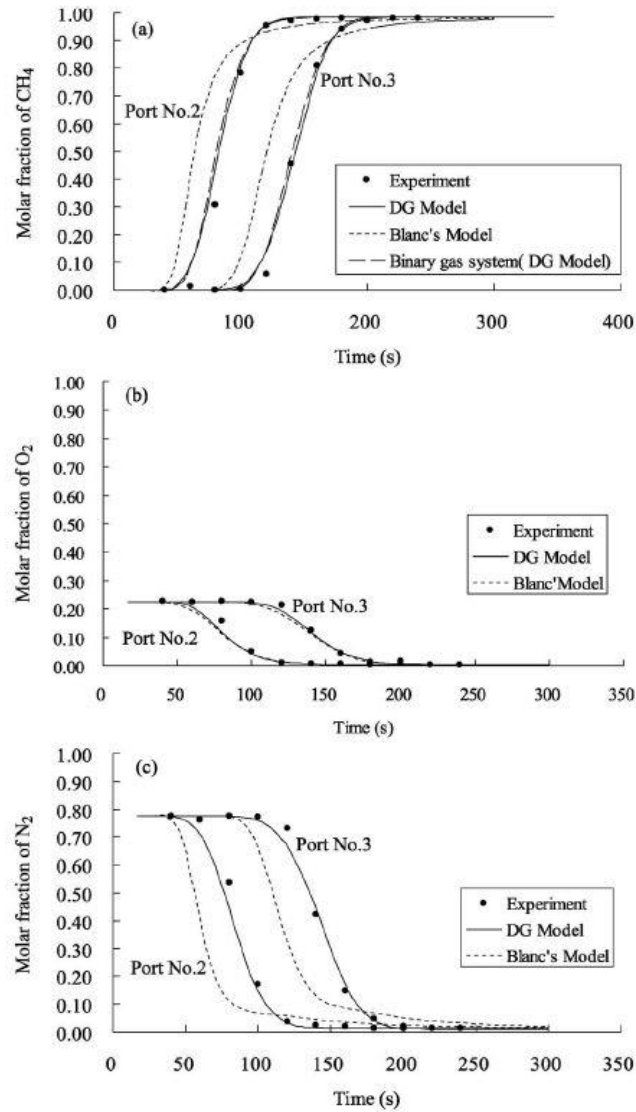 (a)
1.00
0.90
0.80
0.70
0.60
0.50
0.40
0.30
0.20
0.10
0.00
Molar fraction of CH4
Port No.2
Port No.3
Experiment
DG Model
Blanc's Model
Binary gas system( DG Model)
0 100 200 300 400
Time (s)
(b)
1.00
0.90
0.80
0.70
0.60
0.50
0.40
0.30
0.20
0.10
0.00
Molar fraction of O2
Port No.2
Port No.3
Experiment
DG Model
Blanc'Model
0 50 100 150 200 250 300 350
Time (s)
(c)
1.00
0.90
0.80
0.70
0.60
0.50
0.40
0.30
0.20
0.10
0.00
Molar fraction of N2
Port No.3
Port No.2
Experiment
DG Model
Blanc's Model
0 50 100 150 200 250 300 350
Time (s)